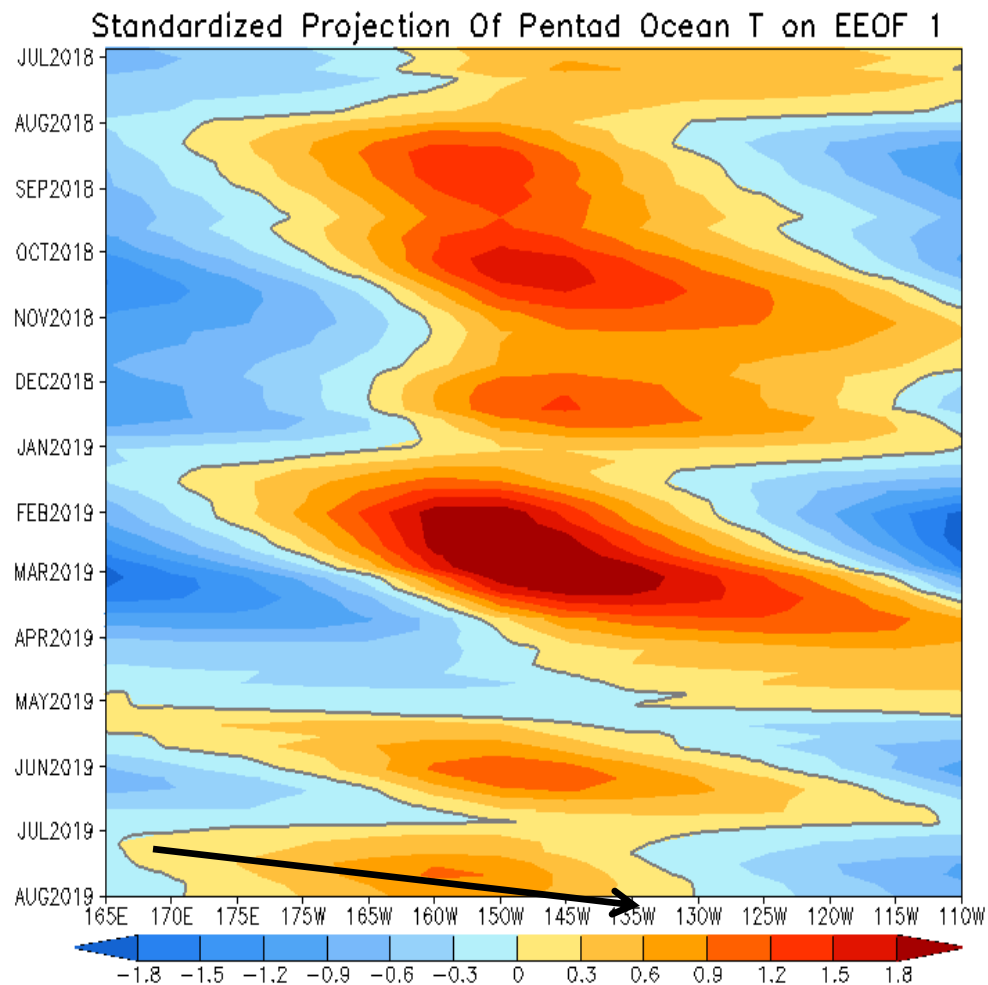 Standardized Projection Of Pentad Ocean T on EEOF 1
JUL2018
AUG2018
SEP2018
OCT2018
NOV2018
DEC2018
JAN2019
FEB2019
MAR2019
APR2019
MAY2019
JUN2019
JUL2019
AUG2019
165E 170E 175E 175W 165W 160W 150W 145W 135W 130W 125W 120W 115W 110W
-1.8 -1.5 -1.2 -0.9 -0.6 -0.3 0 0.3 0.6 0.9 1.2 1.5 1.8